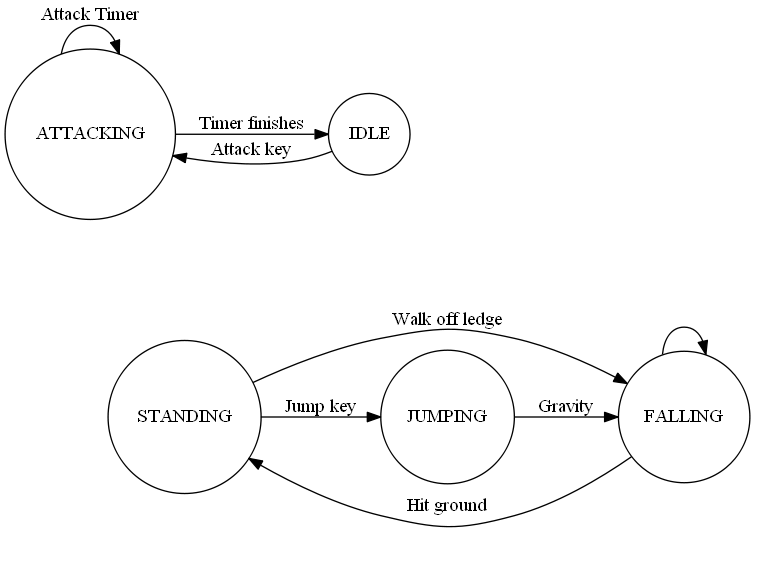 Attack Timer
ATTACKING
Timer finishes
IDLE
Attack key
Walk off ledge
STANDING
Jump key
JUMPING
Gravity
FALLING
Hit ground